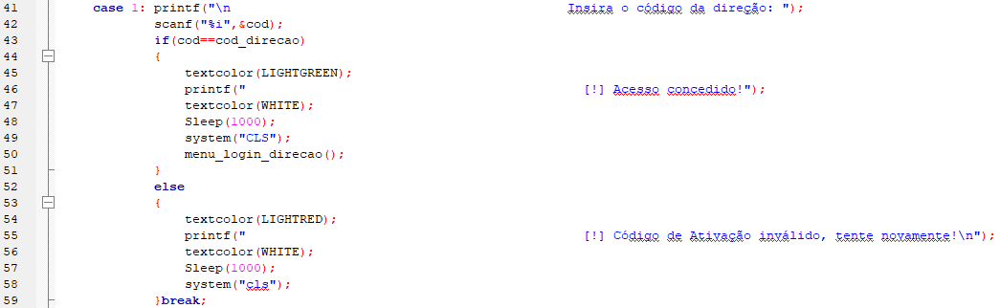 41 case 1: printf("\n Insira o código da direção: ");
42 scanf("%i",&cod);
43 if(cod==cod_direcao)
44 {
45 textcolor(LIGHTGREEN);
46 printf(" [!] Acesso concedido!");
47 textcolor(WHITE);
48 Sleep(1000);
49 system("CLS");
50 menu_login_direcao();
51 }
52 else
53 {
54 textcolor(LIGHTRED);
55 printf(" [!] Código de Ativação inválido, tente novamente!\n");
56 textcolor(WHITE);
57 Sleep(1000);
58 system("cls");
59 }break;